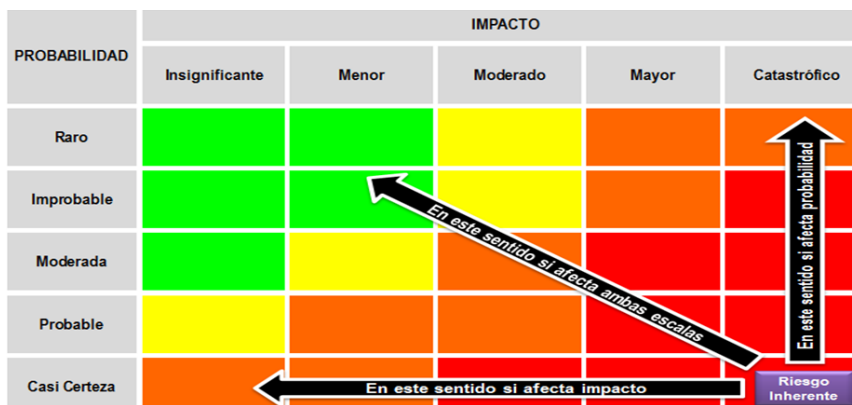 IMPACTO
PROBABILIDAD
Insignificante
Menor
Moderado
Mayor
Catastrófico
Raro
Improbable
Moderada
Probable
Casi Certeza
En este sentido si afecta probabilidad
En este sentido si afecta ambas escalas
En este sentido si afecta impacto
Riesgo
Inherente